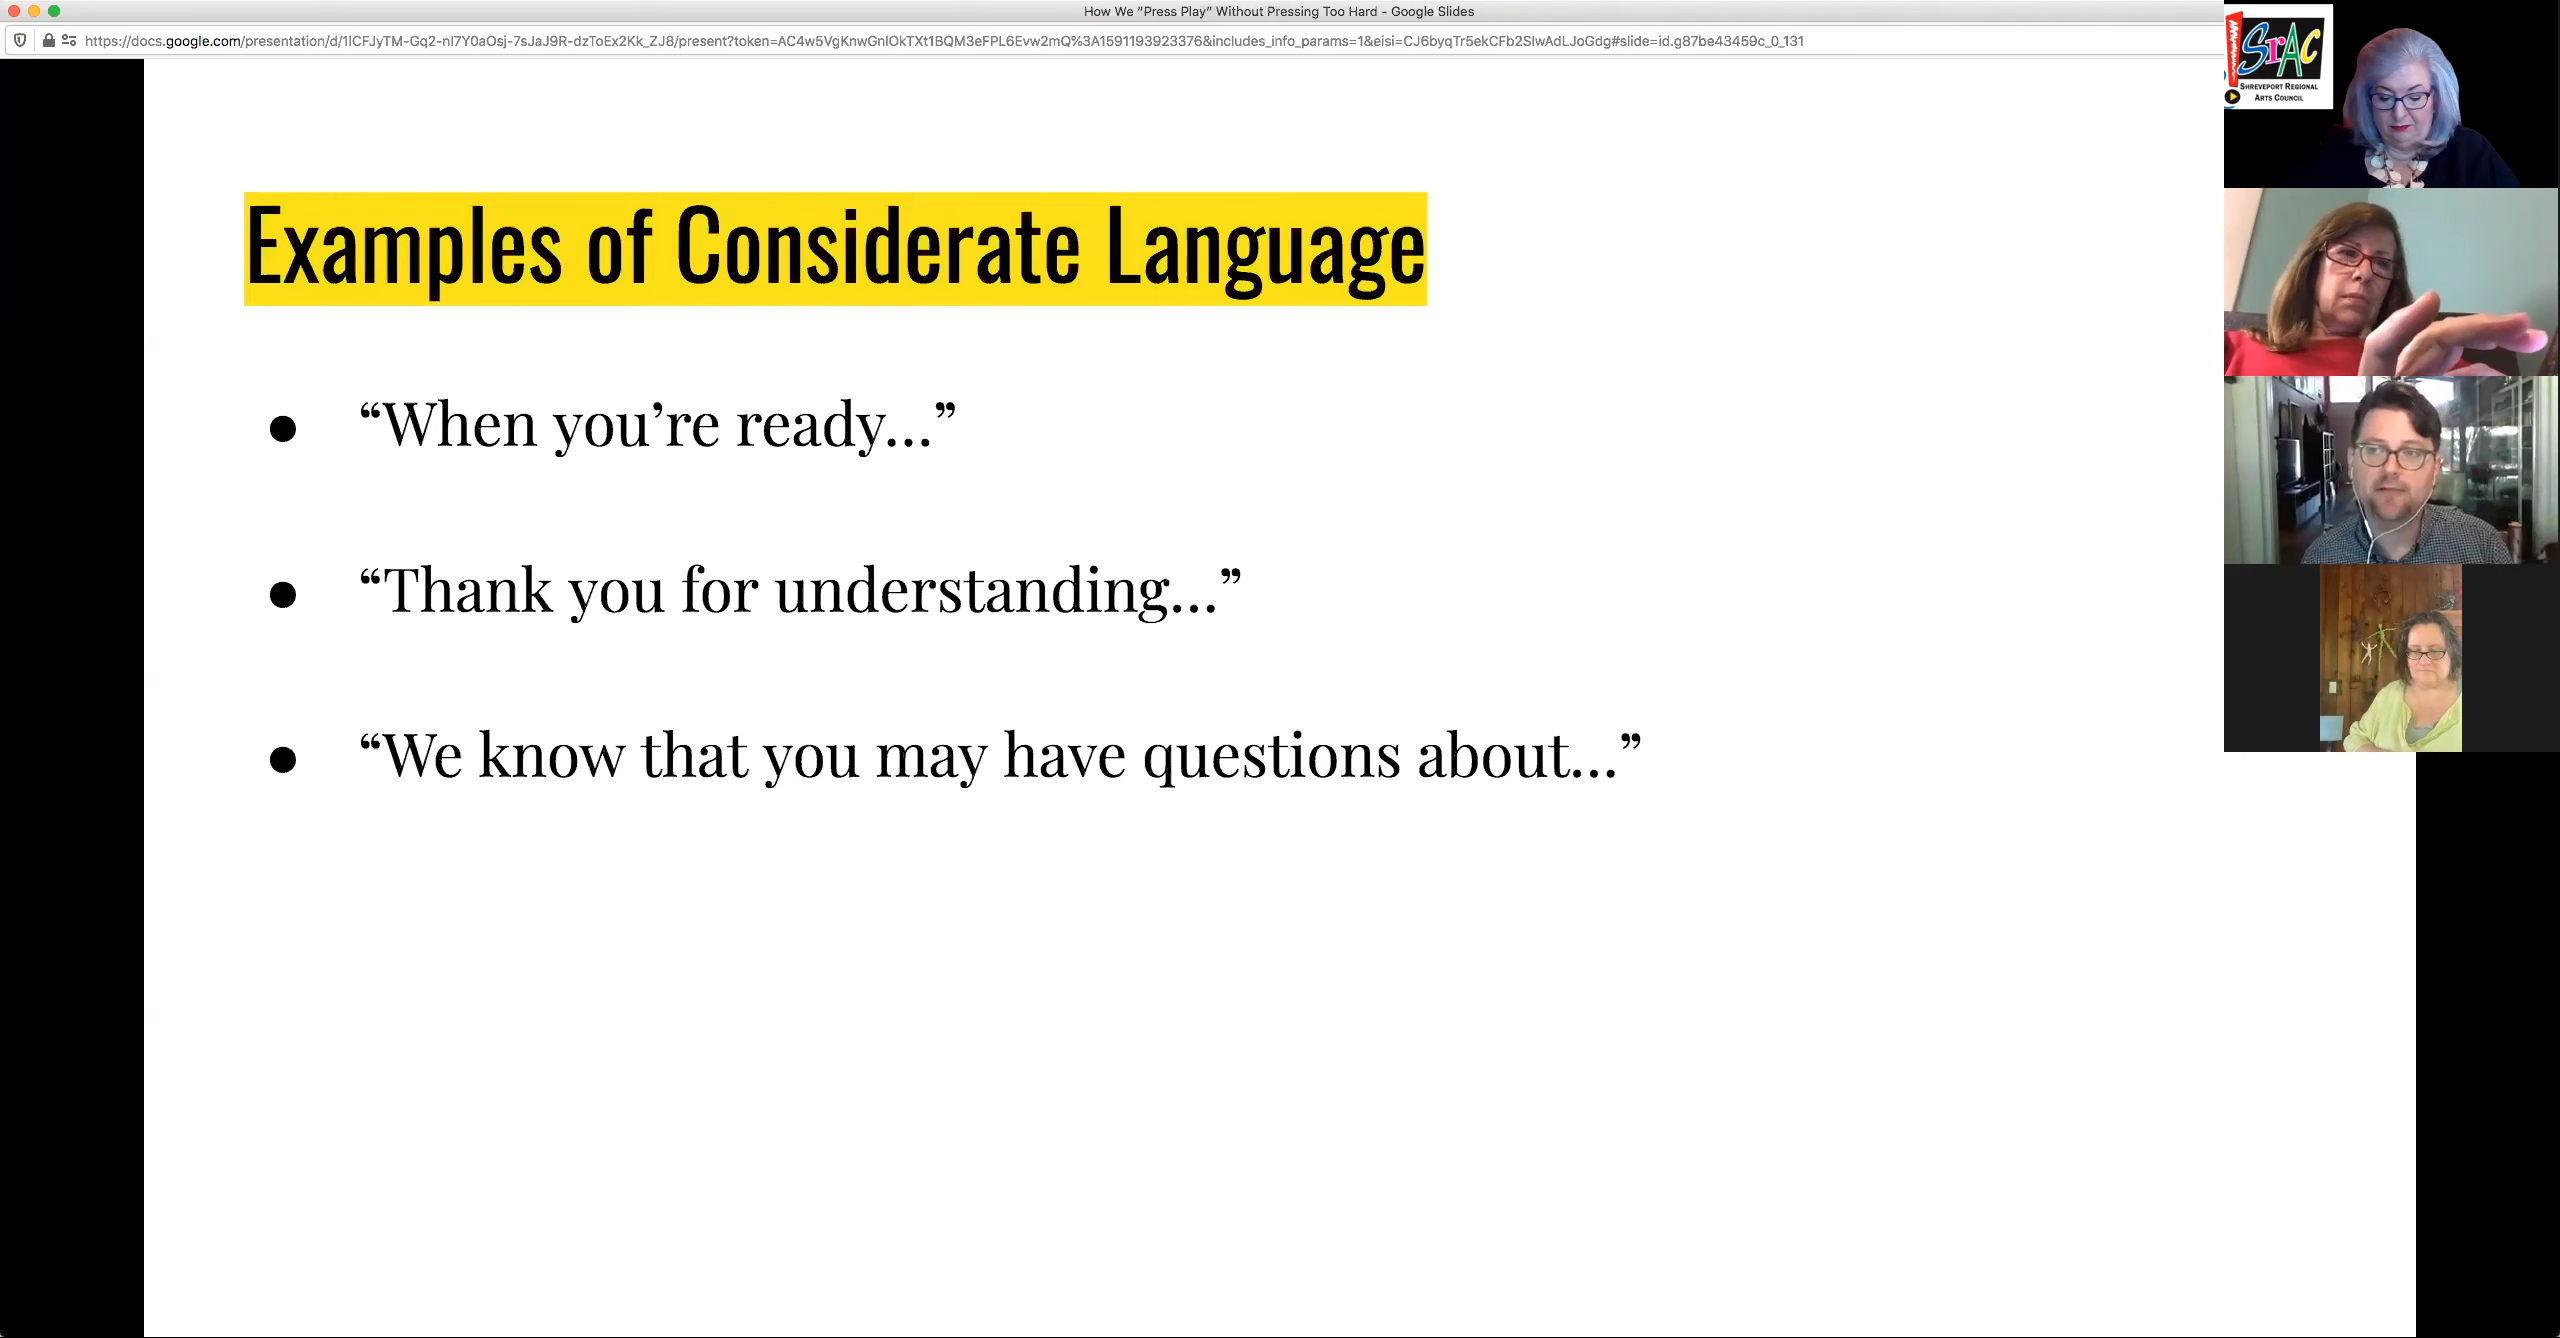 How We "Press Play" Without Pressing Too Hard - Google Slides
https://docs.google.com/presentation/d/1lCFJyTM-Gq2-nI7Y0aOsj-7sJaJ9R-dzToEx2Kk_ZJ8/present?token=AC4w5VgKnwGnlOkTXt1BQM3eFPL6Evw2mQ%3A1591193923376&includes_info_params=1&eisi=CJ6byqTr5ekCFb2SlwAdLJoGdg#slide=id.g87be43459c_0_131
SrAC
SHREVEPORT REGIONAL
ARTS COUNCIL
Examples of Considerate Language
● “When you’re ready...”
● “Thank you for understanding...”
● “We know that you may have questions about...”